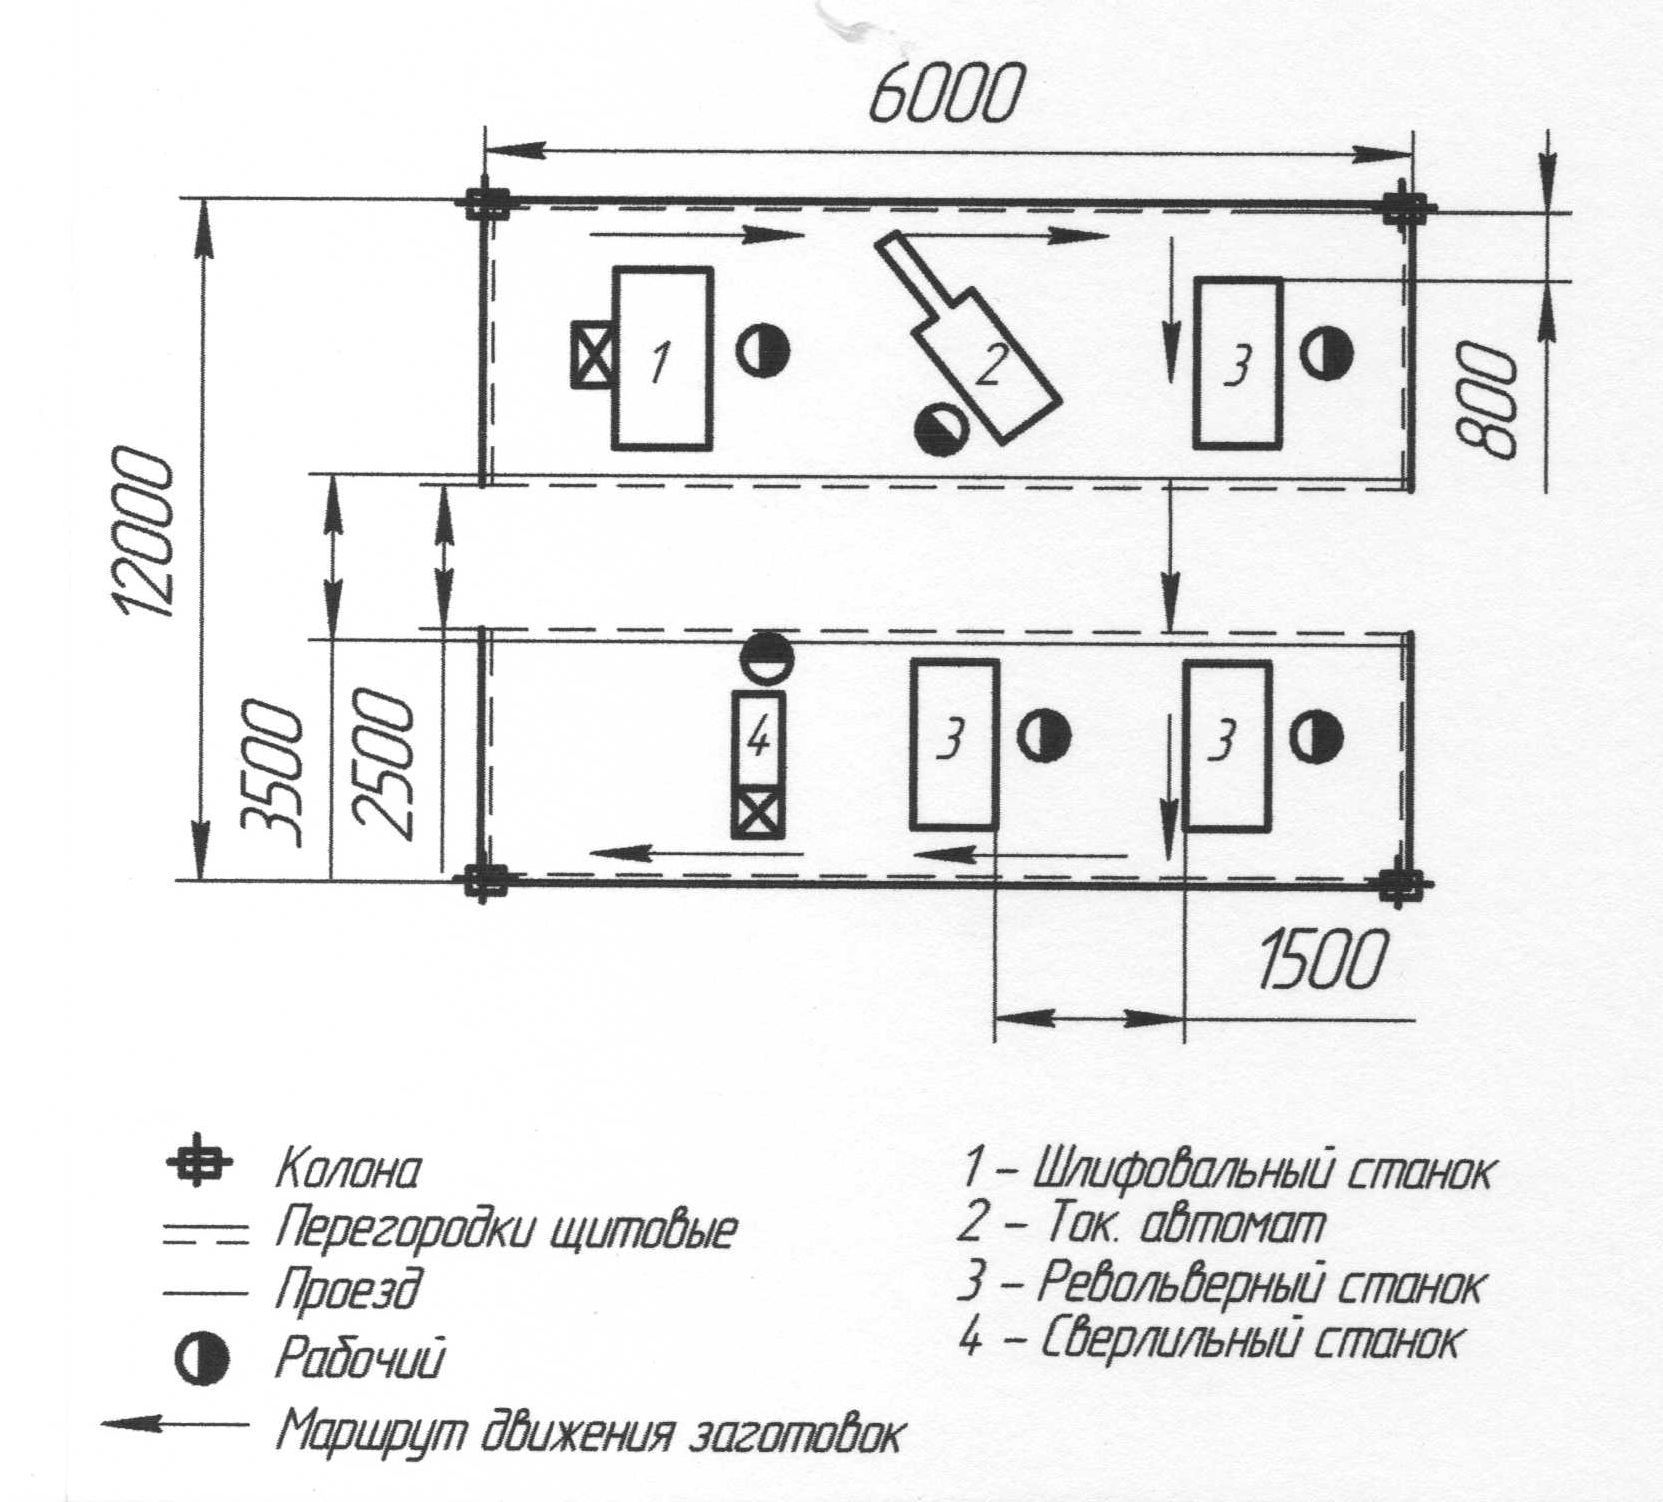 6000
12000
3500
2500
800
1
2
3
4
3
3
1500
Колона
Перегородки щитовые
Проезд
Рабочий
Маршрут движения заготовок
1 – Шлифовальный станок
2 – Ток. автомат
3 – Револьверный станок
4 – Сверлильный станок